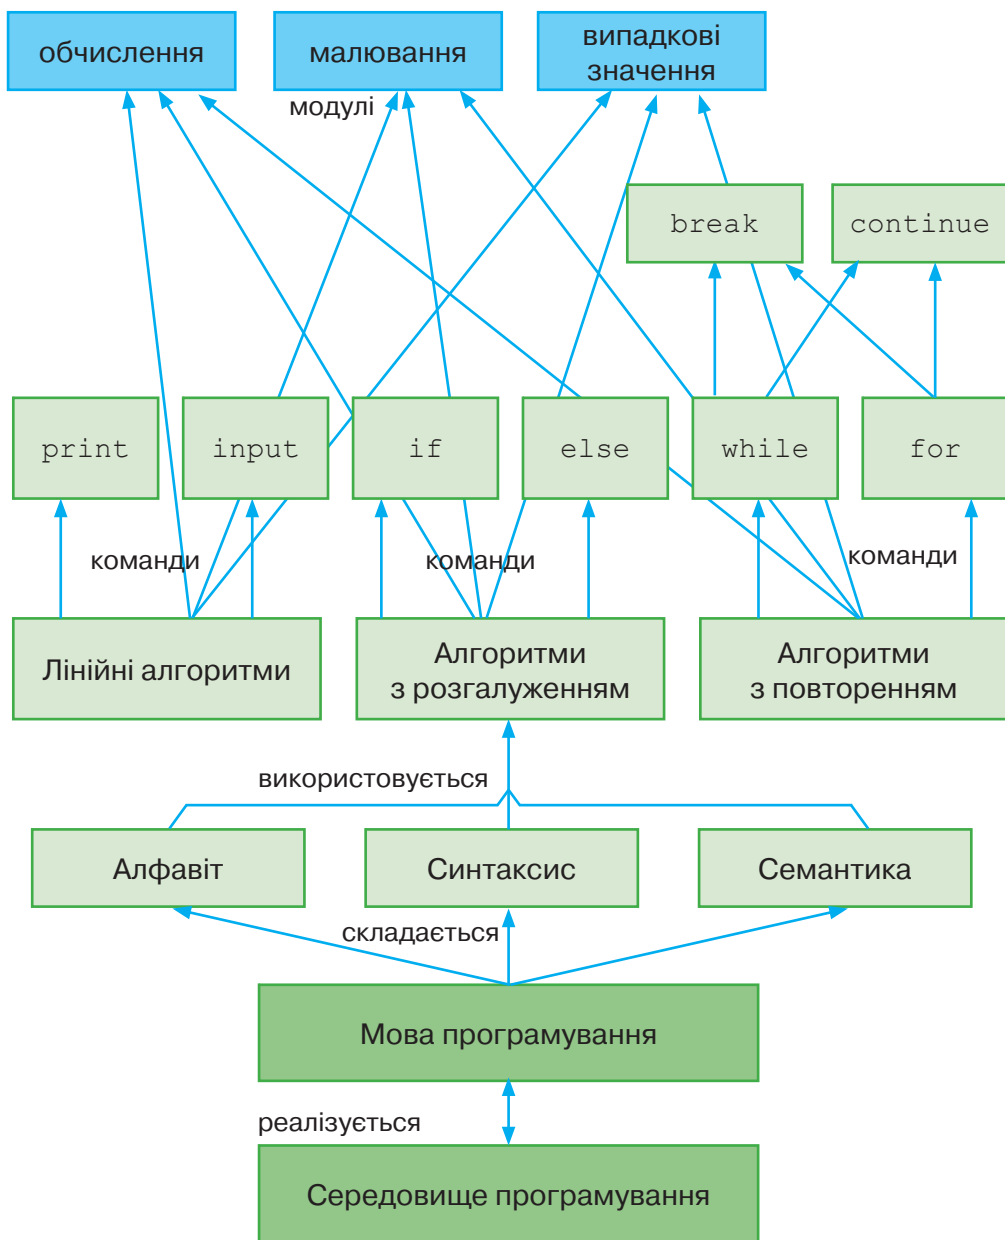 обчислення
малювання
випадкові
значення
модулі
break
continue
print
input
if
else
while
for
команди
команди
команди
Лінійні алгоритми
Алгоритми
з розгалуженням
Алгоритми
з повторенням
використовується
Алфавіт
Синтаксис
Семантика
складається
Мова програмування
реалізується
Середовище програмування